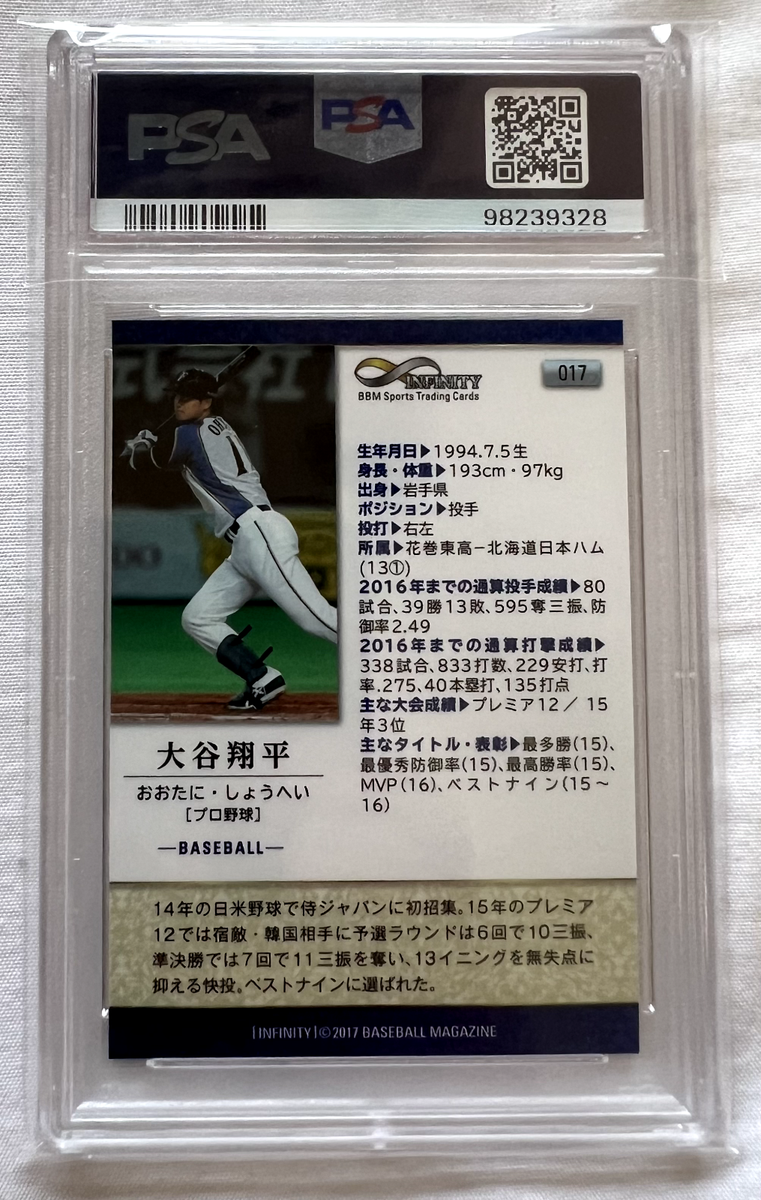 PSA
PSA
98239328
INFINITY
BBM Sports Trading Cards
017
OH
1
生年月日▶1994.7.5生
身長・体重▶193cm・97kg
出身▶岩手県
ポジション▶投手
投打▶右左
所属▶花巻東高−北海道日本ハム
(13①)
2016年までの通算投手成績▶80
試合、39勝13敗、595奪三振、防
御率2.49
2016年までの通算打撃成績▶
338試合、833打数、229安打、打
率.275、40本塁打、135打点
主な大会成績▶プレミア12／15
年3位
主なタイトル・表彰▶最多勝(15)、
最優秀防御率(15)、最高勝率(15)、
MVP(16)、ベストナイン(15〜
16)
大谷翔平
おおたに・しょうへい
[プロ野球]
—BASEBALL—
14年の日米野球で侍ジャパンに初招集。15年のプレミア
12では宿敵・韓国相手に予選ラウンドは6回で10三振、
準決勝では7回で11三振を奪い、13イニングを無失点に
抑える快投。ベストナインに選ばれた。
| INFINITY | ©2017 BASEBALL MAGAZINE